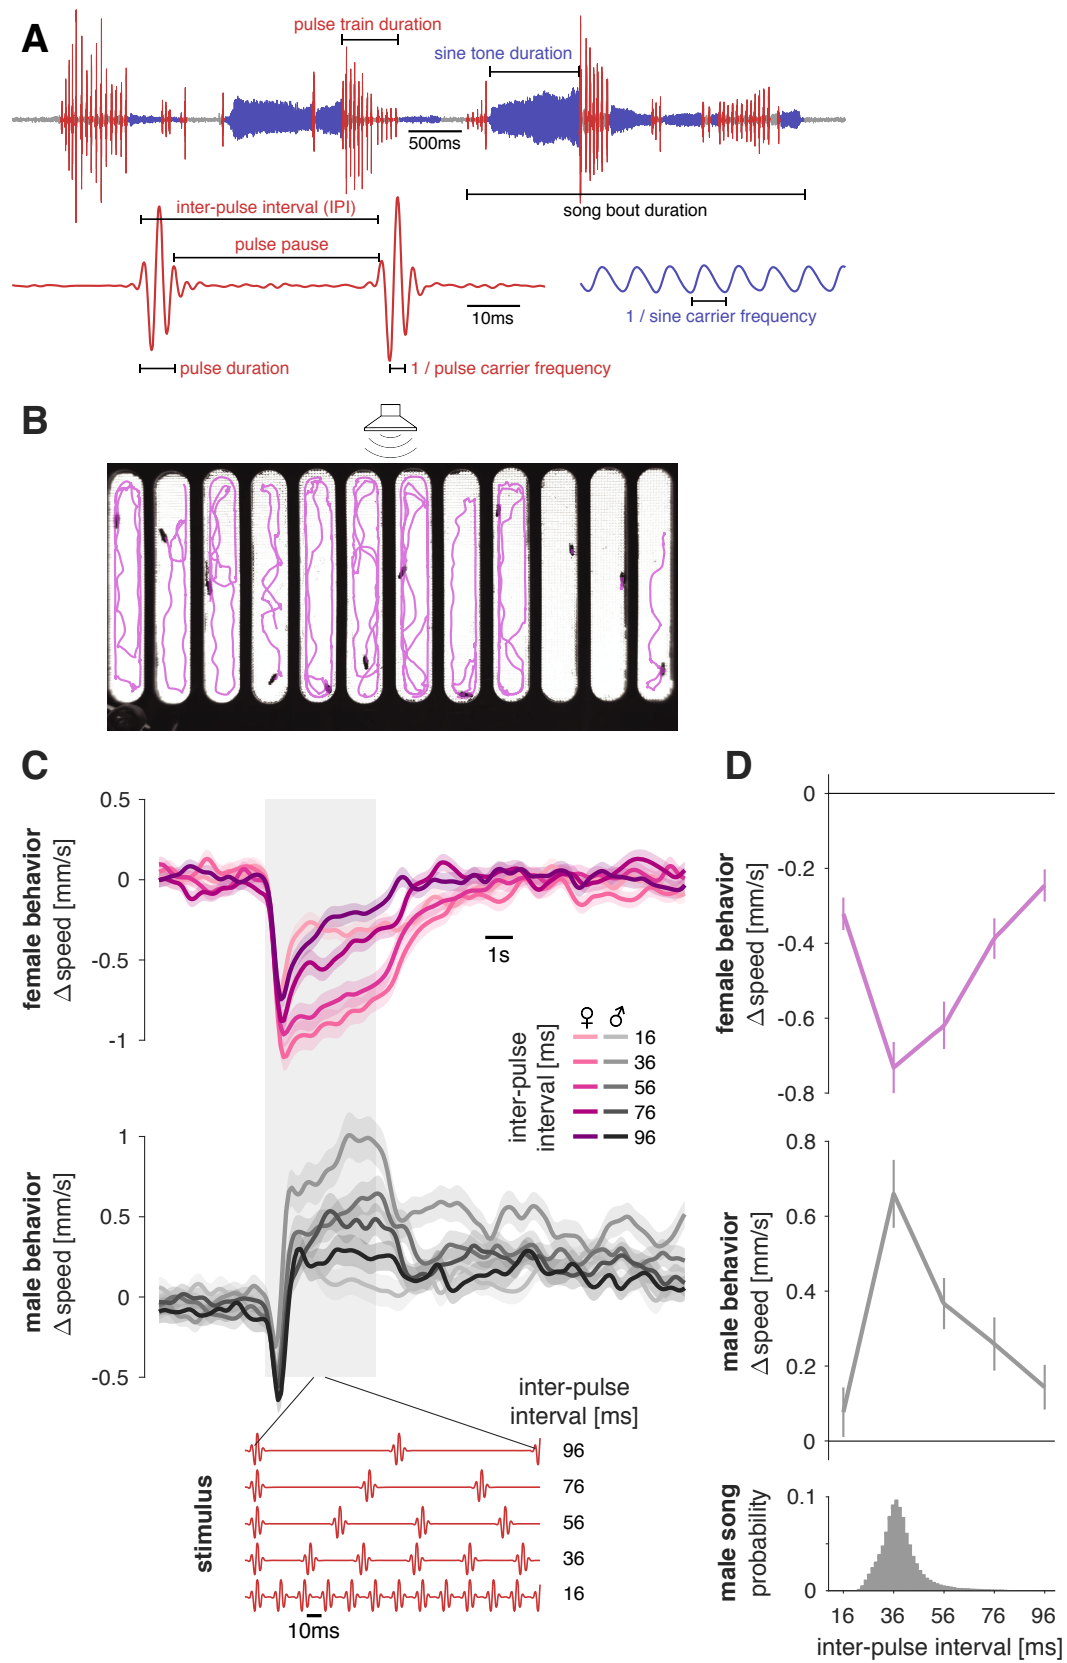 A
pulse train duration
sine tone duration
500ms
song bout duration
inter-pulse interval (IPI)
pulse pause
10ms
1 / sine carrier frequency
pulse duration
1 / pulse carrier frequency
B
C
female behavior
Δ speed [mm/s]
0.5
0
-0.5
-1
1s
♀ ♂
inter-pulse
interval [ms]
16
36
56
76
96
male behavior
Δ speed [mm/s]
1
0.5
0
-0.5
inter-pulse
interval [ms]
stimulus
96
76
56
36
16
10ms
D
female behavior
Δ speed [mm/s]
0
-0.2
-0.4
-0.6
-0.8
male behavior
Δ speed [mm/s]
0.8
0.6
0.4
0.2
0
male song
probability
0.1
0
16 36 56 76 96
inter-pulse interval [ms]